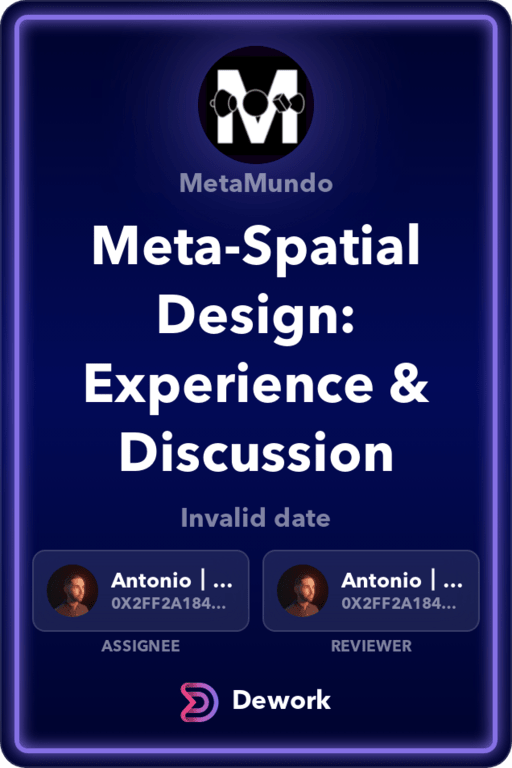 M
MetaMundo
Meta-Spatial
Design:
Experience &
Discussion
Invalid date
Antonio | ...
0X2FF2A184...
Antonio | ...
0X2FF2A184...
ASSIGNEE
REVIEWER
Dework